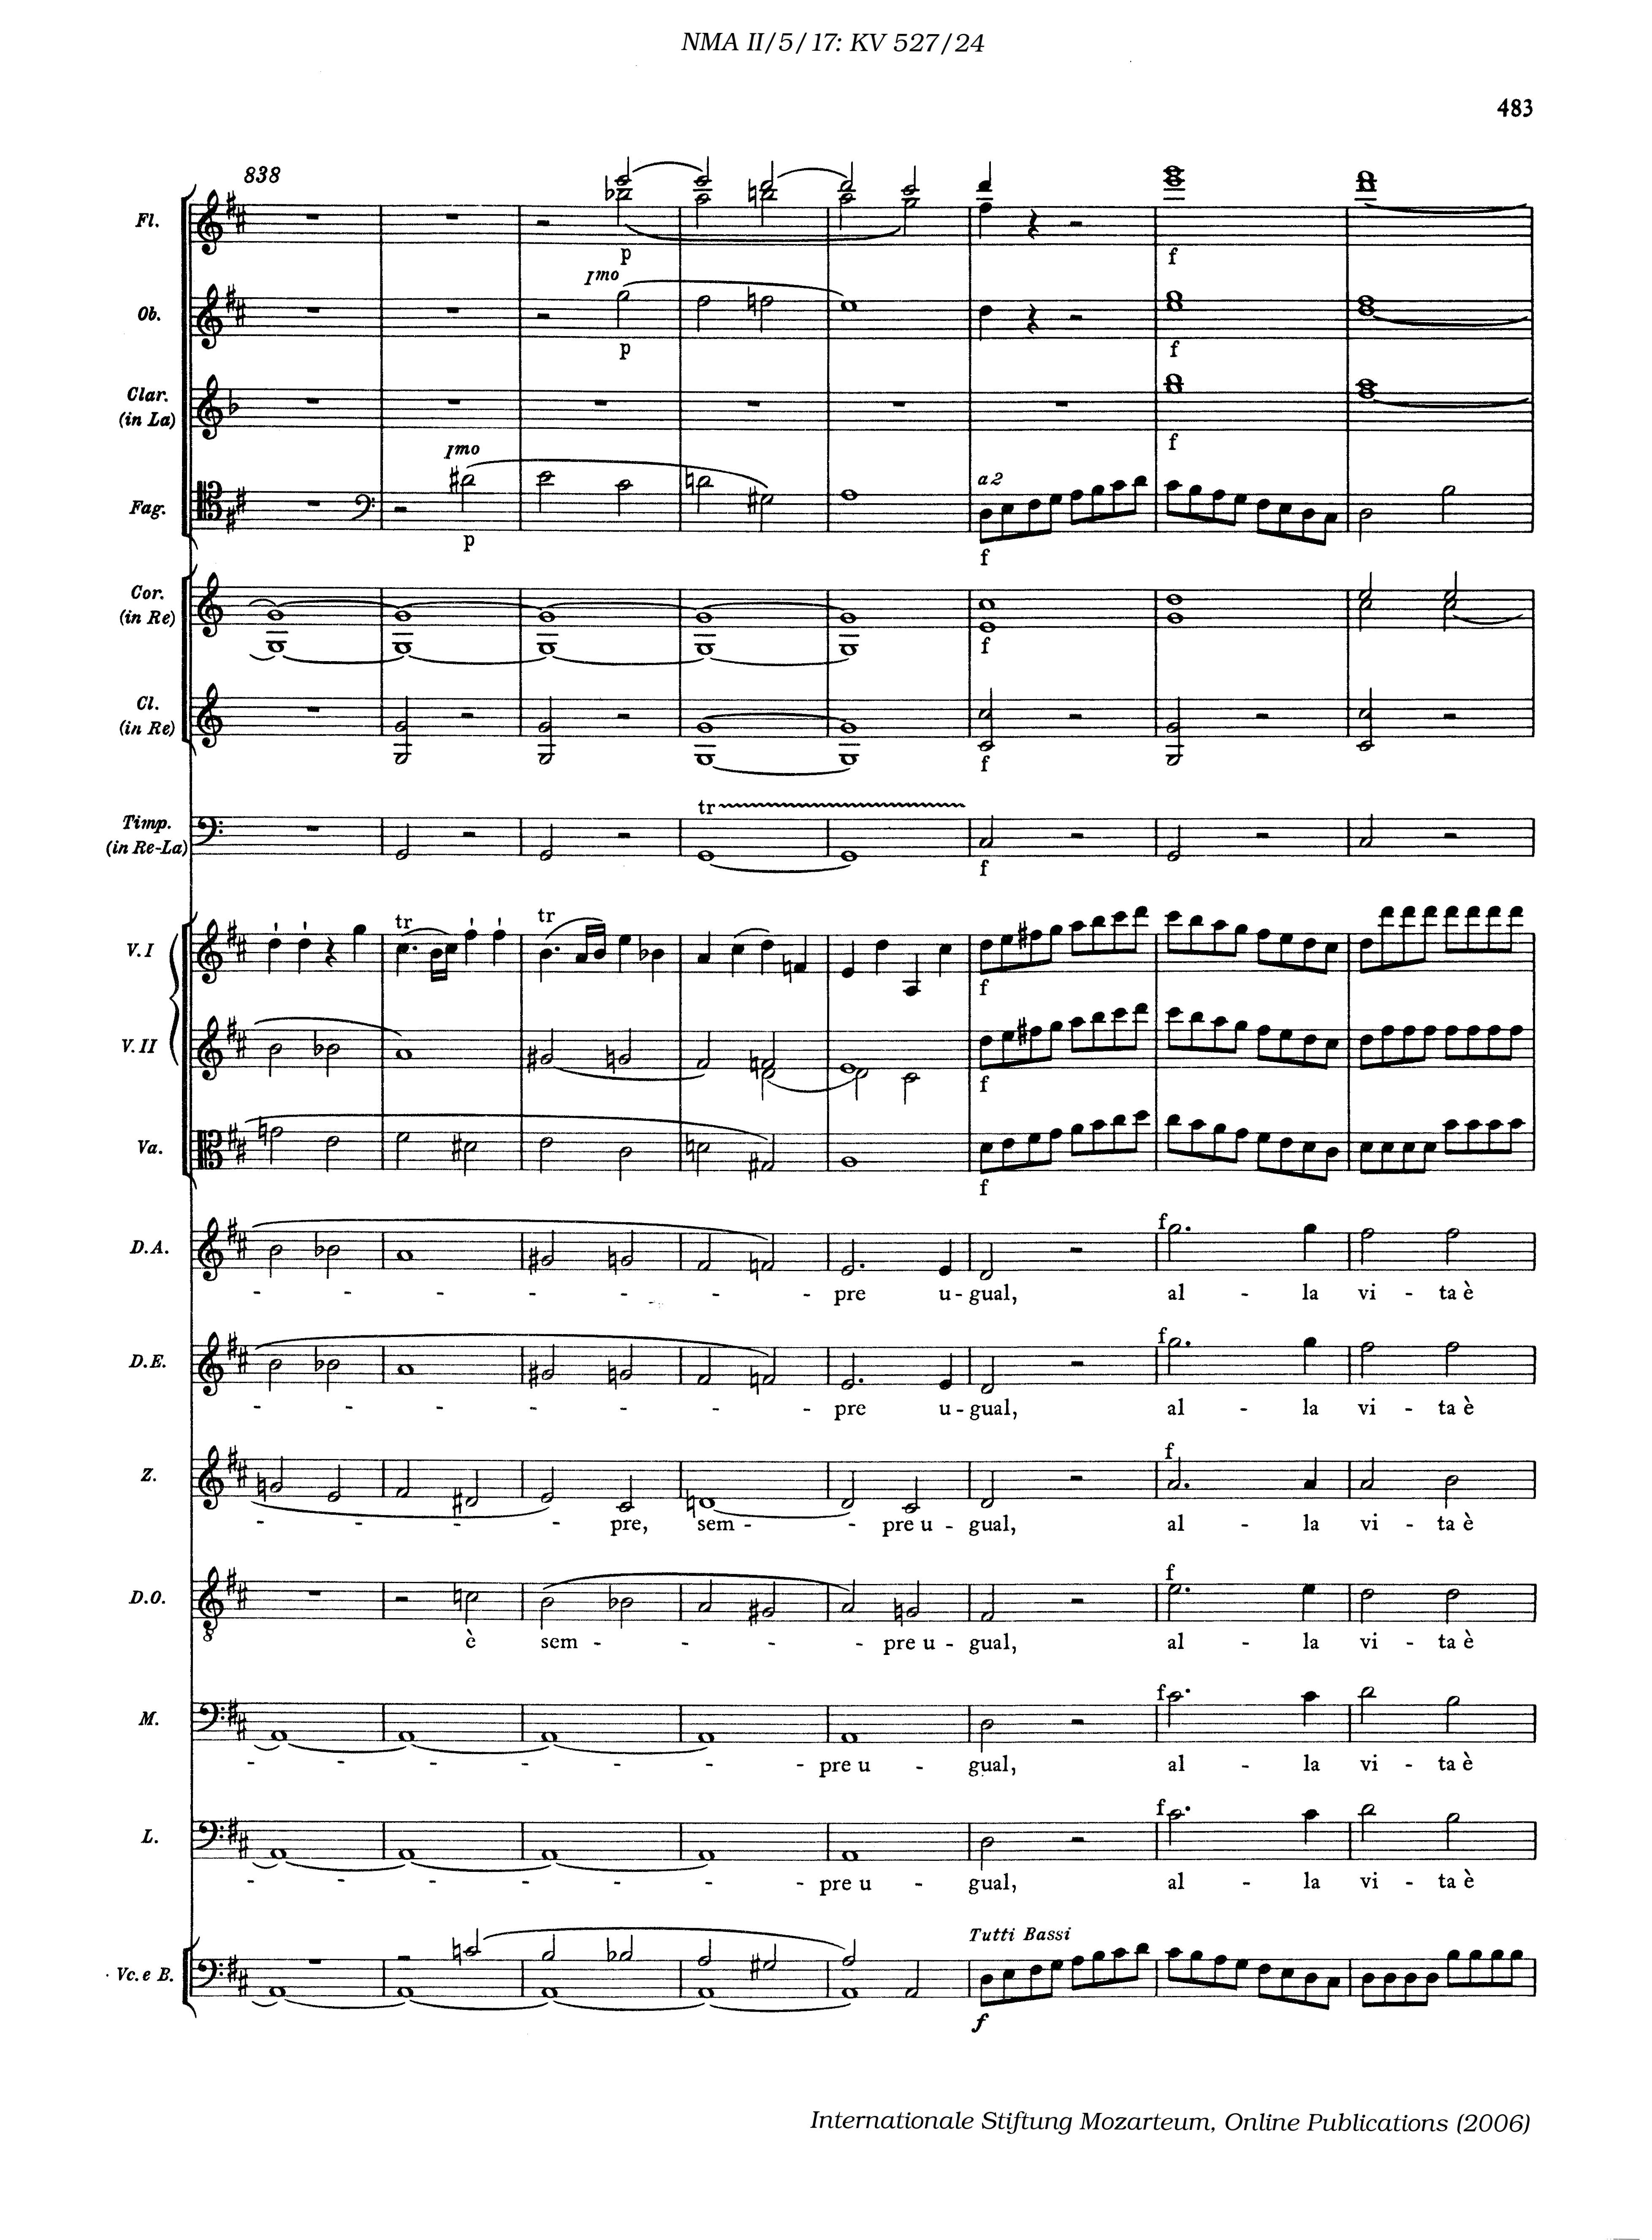 NMA II/5/17: KV 527/24
483
838
Fl.
p
f
Imo
Ob.
p
f
Clar.
(in La)
f
Imo
a2
Fag.
p
f
Cor.
(in Re)
f
Cl.
(in Re)
f
tr
Timp.
(in Re-La)
f
tr
tr
V. I
f
V. II
f
Va.
f
f
D.A.
- - - - - - - pre u - gual, al - la vi - ta è
f
D.E.
- - - - - - - pre u - gual, al - la vi - ta è
f
Z.
- - - - pre, sem - - pre u - gual, al - la vi - ta è
f
D.O.
8
è sem - - - - pre u - gual, al - la vi - ta è
f
M.
- - - - - - - pre u - gual, al - la vi - ta è
f
L.
- - - - - - - pre u - gual, al - la vi - ta è
Tutti Bassi
Vc. e B.
f
Internationale Stiftung Mozarteum, Online Publications (2006)